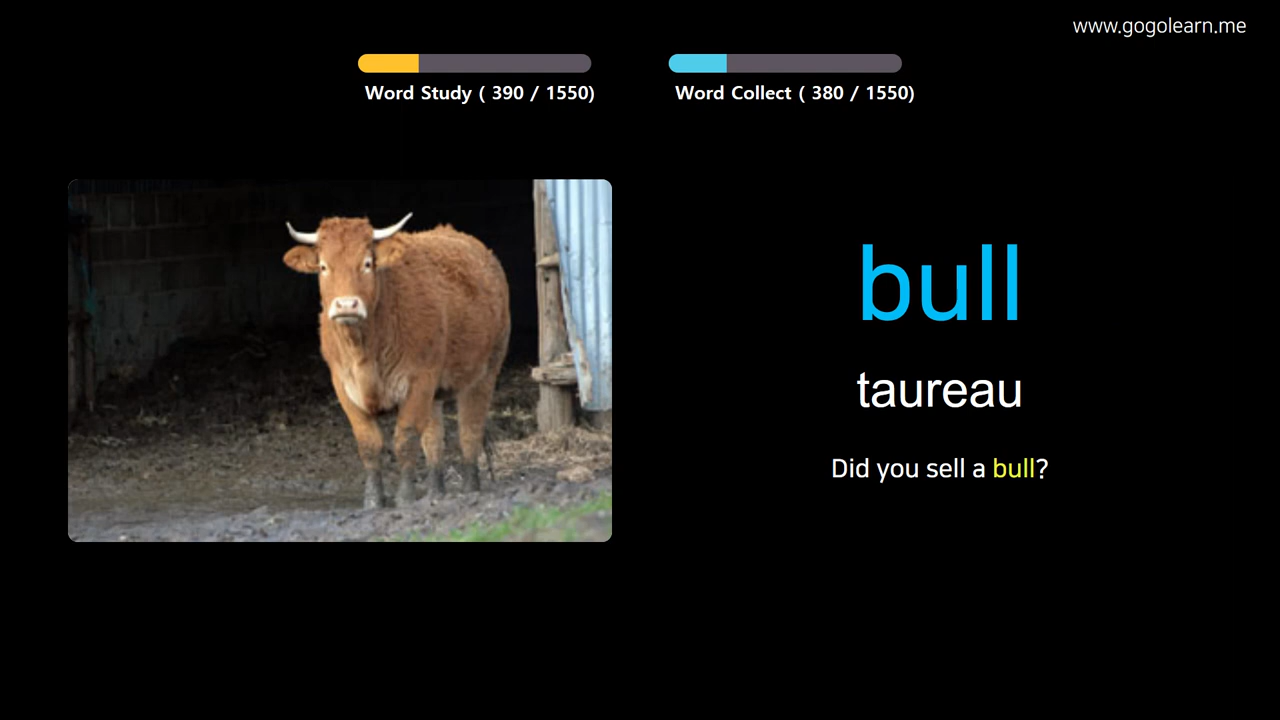 www.gogolearn.me
Word Study ( 390 / 1550)
Word Collect ( 380 / 1550)
bull
taureau
Did you sell a bull?